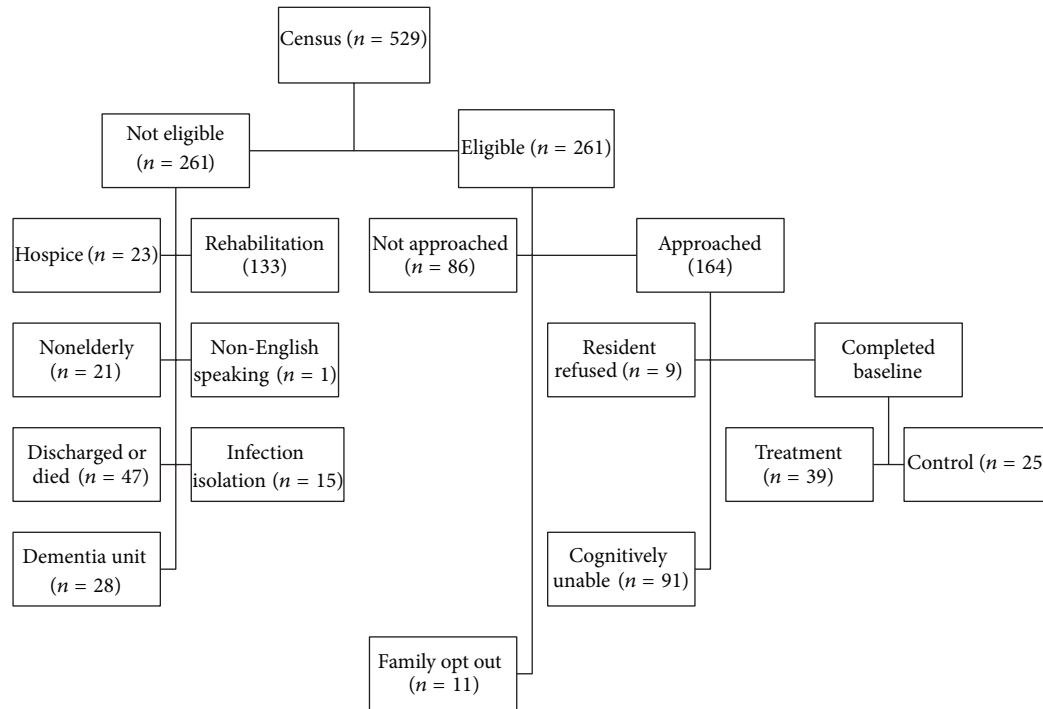 Census (n = 529)
Not eligible
(n = 261)
Eligible (n = 261)
Hospice (n = 23)
Rehabilitation
(133)
Not approached
(n = 86)
Approached
(164)
Nonelderly
(n = 21)
Non-English
speaking (n = 1)
Resident
refused (n = 9)
Completed
baseline
Discharged or
died (n = 47)
Infection
isolation (n = 15)
Treatment
(n = 39)
Control (n = 25
Dementia unit
(n = 28)
Cognitively
unable (n = 91)
Family opt out
(n = 11)